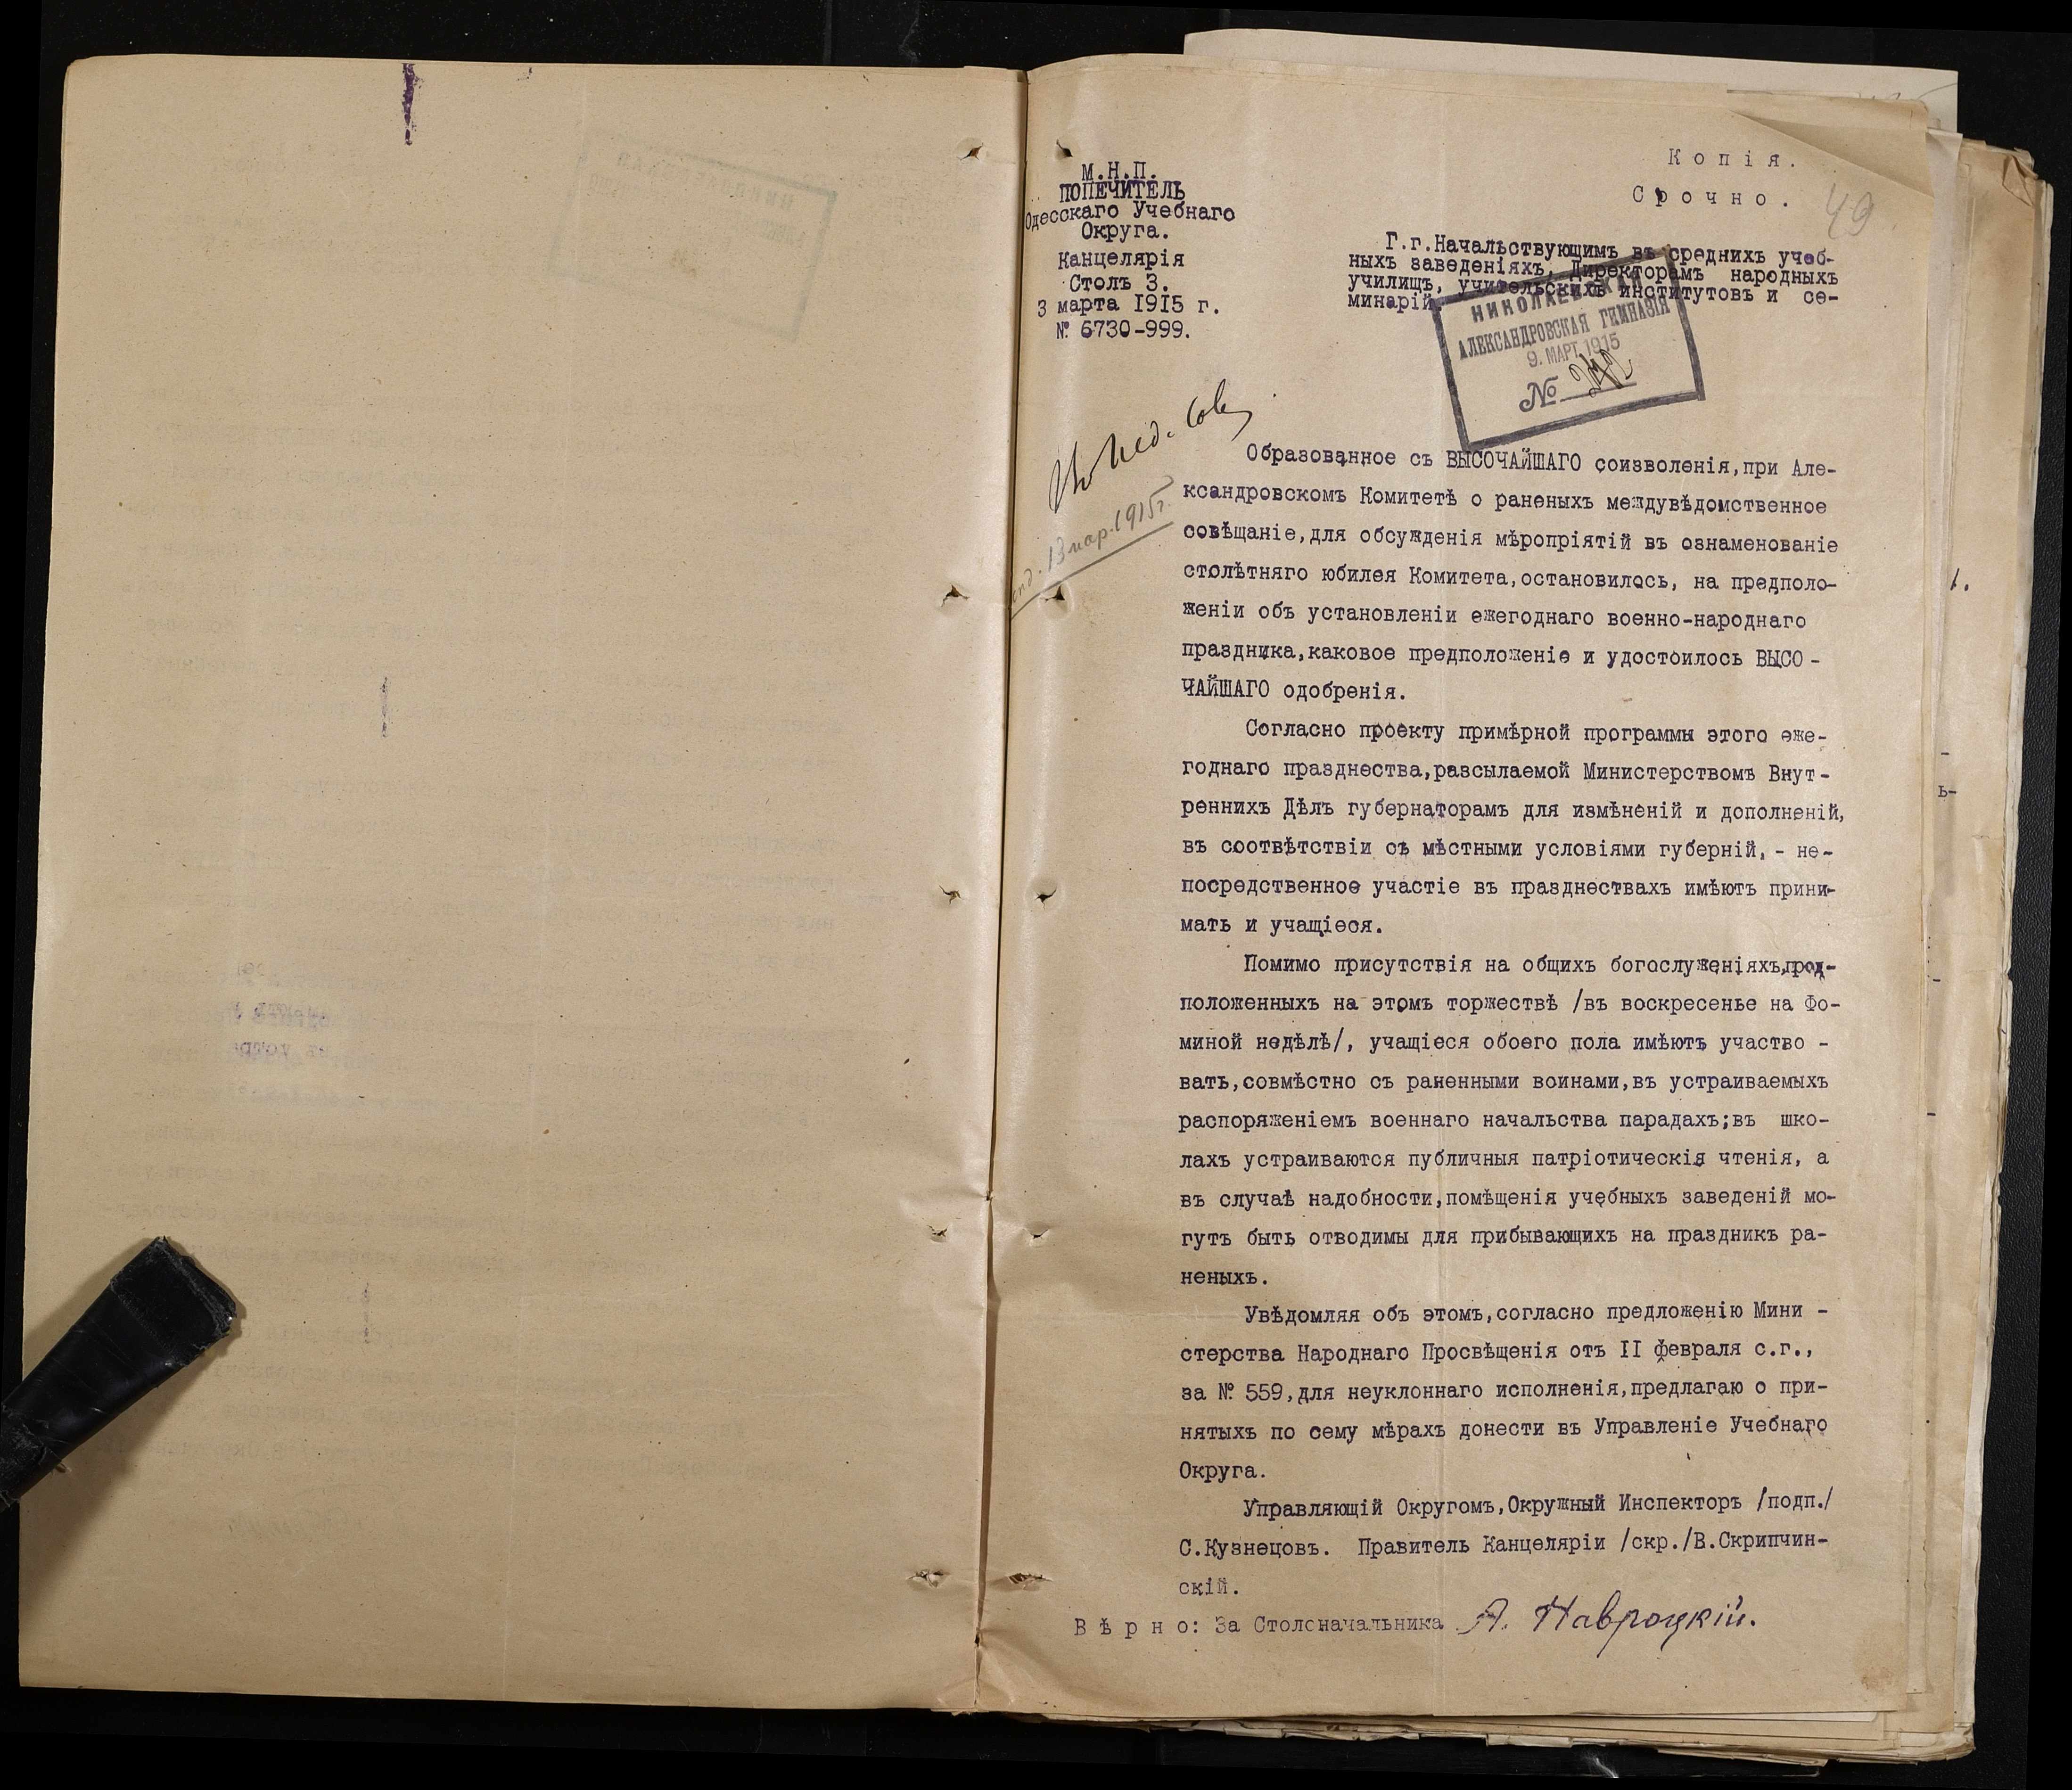 Копія.
Срочно.
49
М.Н.П.
ПОПЕЧИТЕЛЬ
Одесскаго Учебнаго
Округа.
Канцелярія
Столъ 3.
3 марта 1915 г.
№ 6730-999.
Г.г.Начальствующимъ въ среднихъ учеб-
ныхъ заведеніяхъ, Директорамъ народныхъ
училищъ, учительскихъ институтовъ и се-
минарій.
НИКОЛАЕВСКАЯ
АЛЕКСАНДРОВСКАЯ ГИМНАЗІЯ
9. МАРТ 1915
№
13 мар. 1915 г.
Образованное съ ВЫСОЧАЙШАГО соизволенія,при Але-
ксандровскомъ Комитетѣ о раненыхъ междувѣдомственное
совѣщаніе,для обсужденія мѣропріятій въ ознаменованіе
столѣтняго юбилея Комитета,остановилось, на предполо-
женіи объ установленіи ежегоднаго военно-народнаго
праздника,каковое предположеніе и удостоилось ВЫСО-
ЧАЙШАГО одобренія.
Согласно проекту примѣрной программы этого еже-
годнаго празднества,разсылаемой Министерствомъ Внут-
реннихъ Дѣлъ губернаторамъ для измѣненій и дополненій,
въ соотвѣтствіи съ мѣстными условіями губерній, - не-
посредственное участіе въ празднествахъ имѣютъ прини-
мать и учащіеся.
Помимо присутствія на общихъ богослуженіяхъ,пред-
положенныхъ на этомъ торжествѣ /въ воскресенье на Фо-
миной недѣлѣ/, учащіеся обоего пола имѣютъ участво -
вать,совмѣстно съ раненными воинами,въ устраиваемыхъ
распоряженіемъ военнаго начальства парадахъ;въ шко-
лахъ устраиваются публичныя патріотическія чтенія, а
въ случаѣ надобности,помѣщенія учебныхъ заведеній мо-
гутъ быть отводимы для прибывающихъ на праздникъ ра-
неныхъ.
Увѣдомляя объ этомъ,согласно предложенію Мини -
стерства Народнаго Просвѣщенія отъ II февраля с.г.,
за № 559,для неуклоннаго исполненія,предлагаю о при-
нятыхъ по сему мѣрахъ донести въ Управленіе Учебнаго
Округа.
Управляющій Округомъ,Окружный Инспекторъ /подп./
С.Кузнецовъ. Правитель Канцеляріи /скр./В.Скрипчин-
скій.
Вѣрно: За Столоначальника А. Навроцкій.